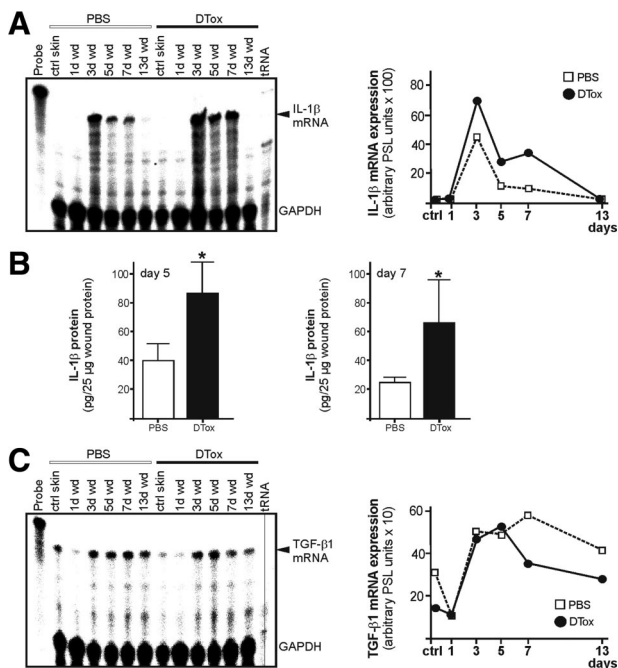 A
PBS
DTox
Probe
ctrl skin
1d wd
3d wd
5d wd
7d wd
13d wd
ctrl skin
1d wd
3d wd
5d wd
7d wd
13d wd
tRNA
IL-1β
mRNA
GAPDH
IL-1β mRNA expression
(arbitrary PSL units x 100)
PBS
DTox
80
60
40
20
ctrl 1 3 5 7 13
days
B
IL-1β protein
(pg/25 µg wound protein)
100
80
60
40
20
day 5
*
PBS DTox
IL-1β protein
(pg/25 µg wound protein)
100
80
60
40
20
day 7
*
PBS DTox
C
PBS
DTox
Probe
ctrl skin
1d wd
3d wd
5d wd
7d wd
13d wd
ctrl skin
1d wd
3d wd
5d wd
7d wd
13d wd
tRNA
TGF-β1
mRNA
GAPDH
TGF-β1 mRNA expression
(arbitrary PSL units x 10)
60
40
20
PBS
DTox
ctrl 1 3 5 7 13
days